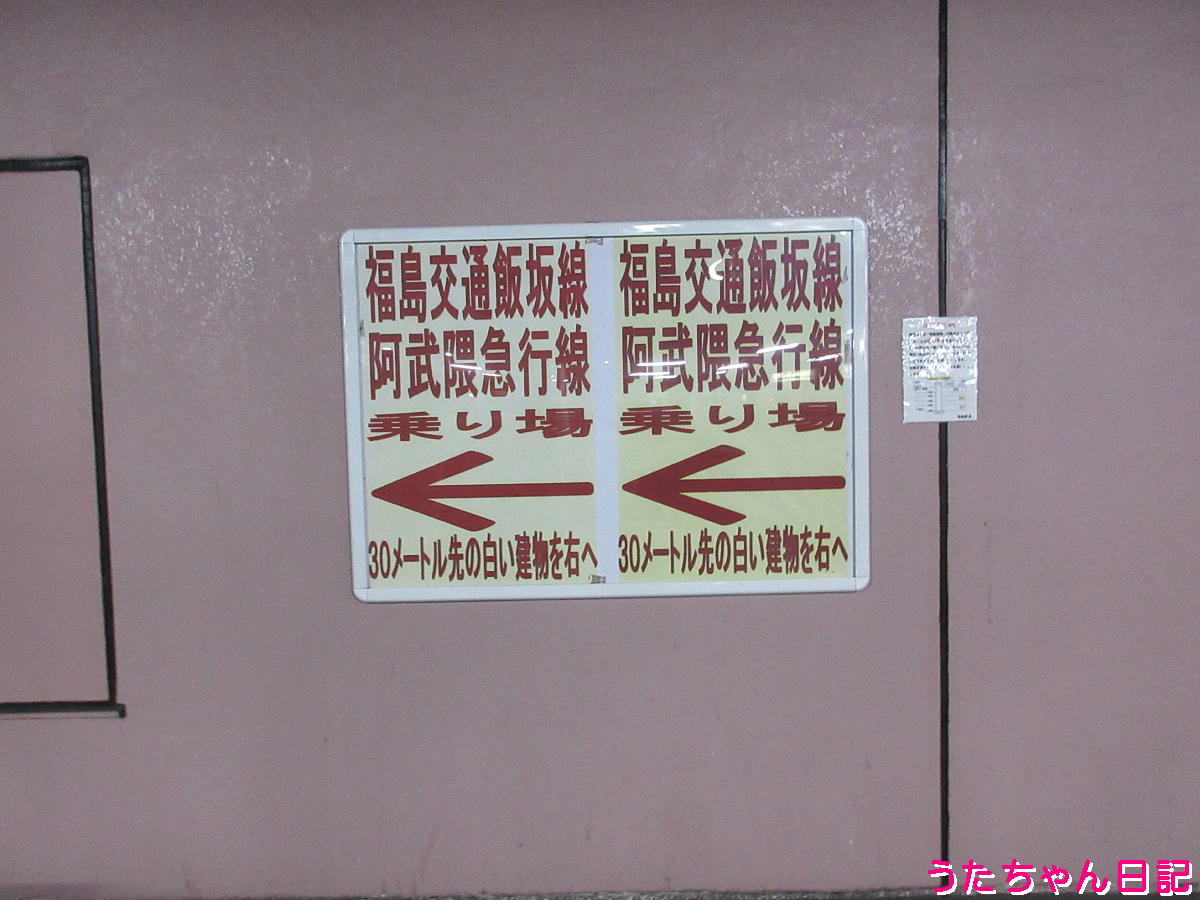 福島交通飯坂線
阿武隈急行線
乗り場
30メートル先の白い建物を右へ
福島交通飯坂線
阿武隈急行線
乗り場
30メートル先の白い建物を右へ
うたちゃん日記